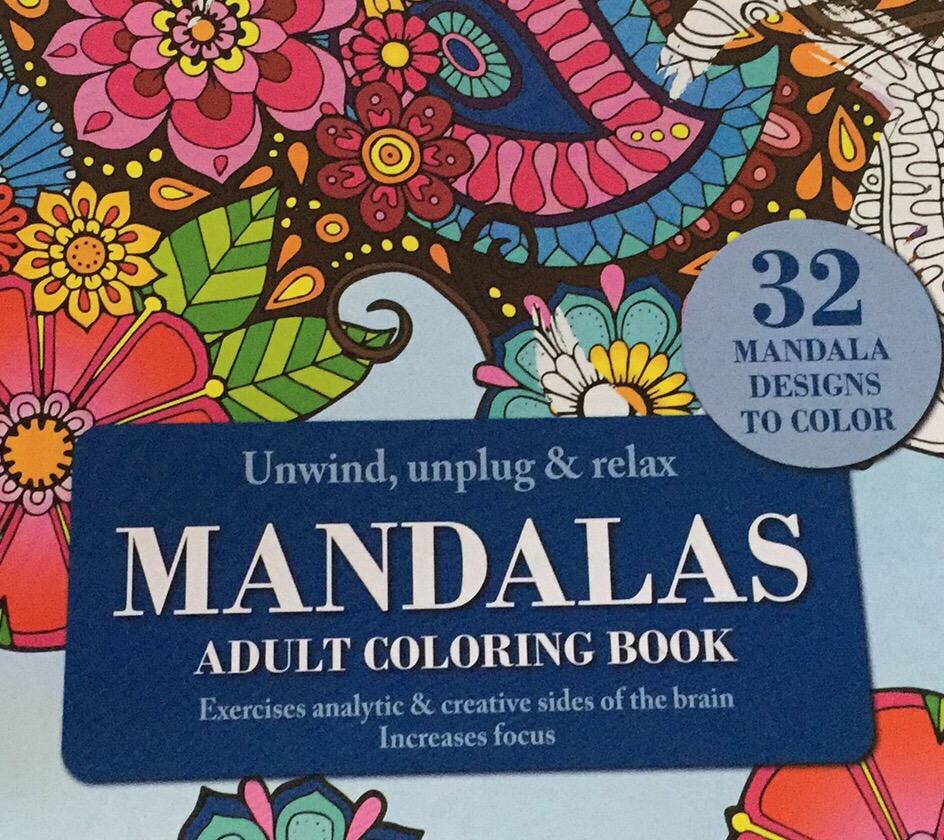 32
MANDALA
DESIGNS
TO COLOR
Unwind, unplug & relax
MANDALAS
ADULT COLORING BOOK
Exercises analytic & creative sides of the brain
Increases focus